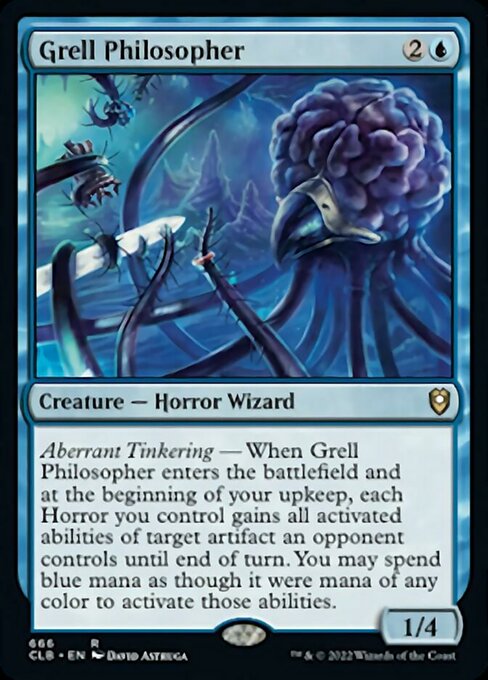 Grell Philosopher 2
Creature — Horror Wizard
Aberrant Tinkering — When Grell
Philosopher enters the battlefield and
at the beginning of your upkeep, each
Horror you control gains all activated
abilities of target artifact an opponent
controls until end of turn. You may spend
blue mana as though it were mana of any
color to activate those abilities.
1/4
666 R
CLB • EN DAVID ASTRUGA
™ & © 2022 Wizards of the Coast